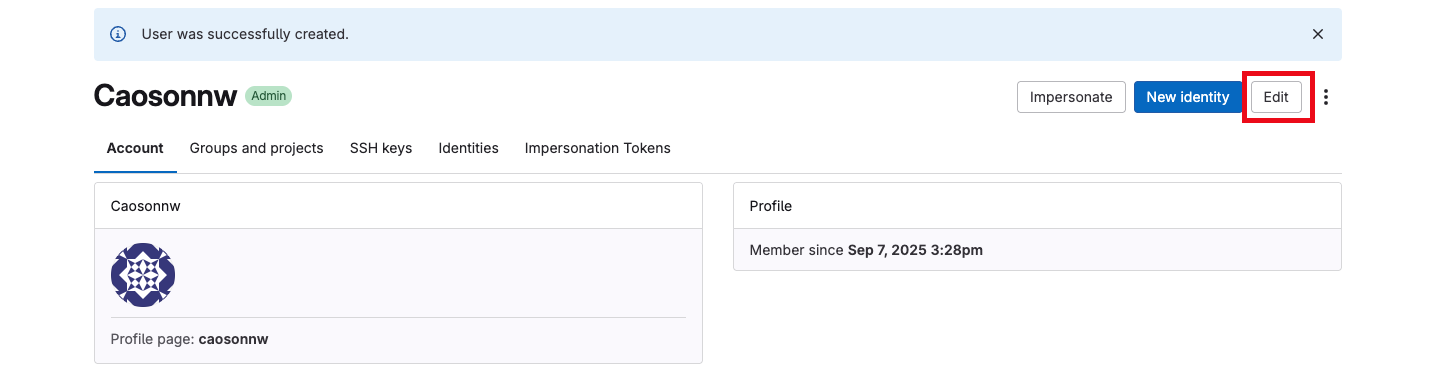 User was successfully created.
Caosonnw Admin Impersonate New identity Edit
Account Groups and projects SSH keys Identities Impersonation Tokens
Caosonnw
Profile page: caosonnw
Profile
Member since Sep 7, 2025 3:28pm